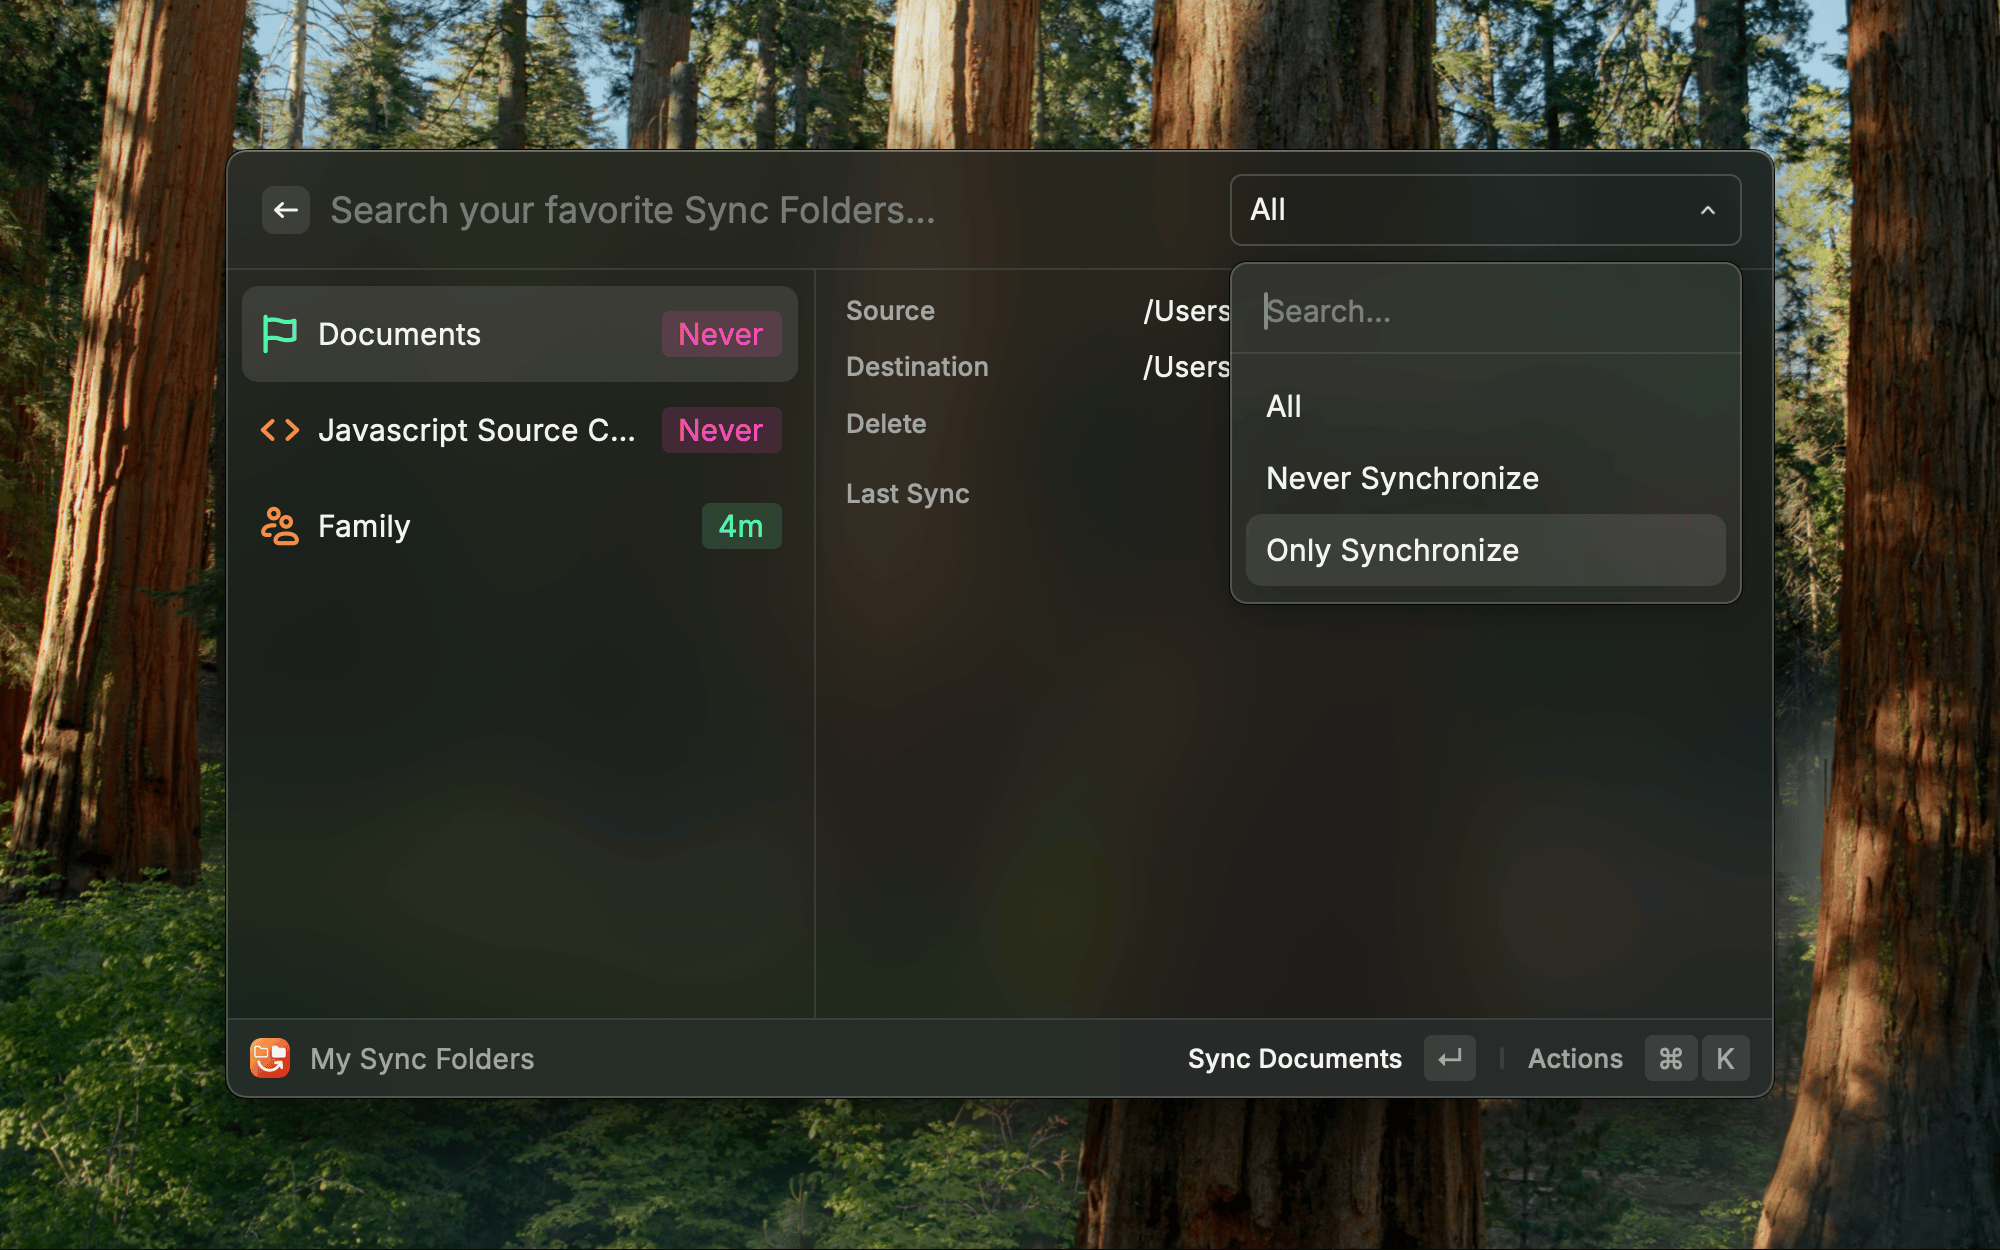 Search your favorite Sync Folders...
All
Documents
Never
Javascript Source C...
Never
Family
4m
Source
/Users
Destination
/Users
Delete
Last Sync
Search...
All
Never Synchronize
Only Synchronize
My Sync Folders
Sync Documents
Actions
⌘ K